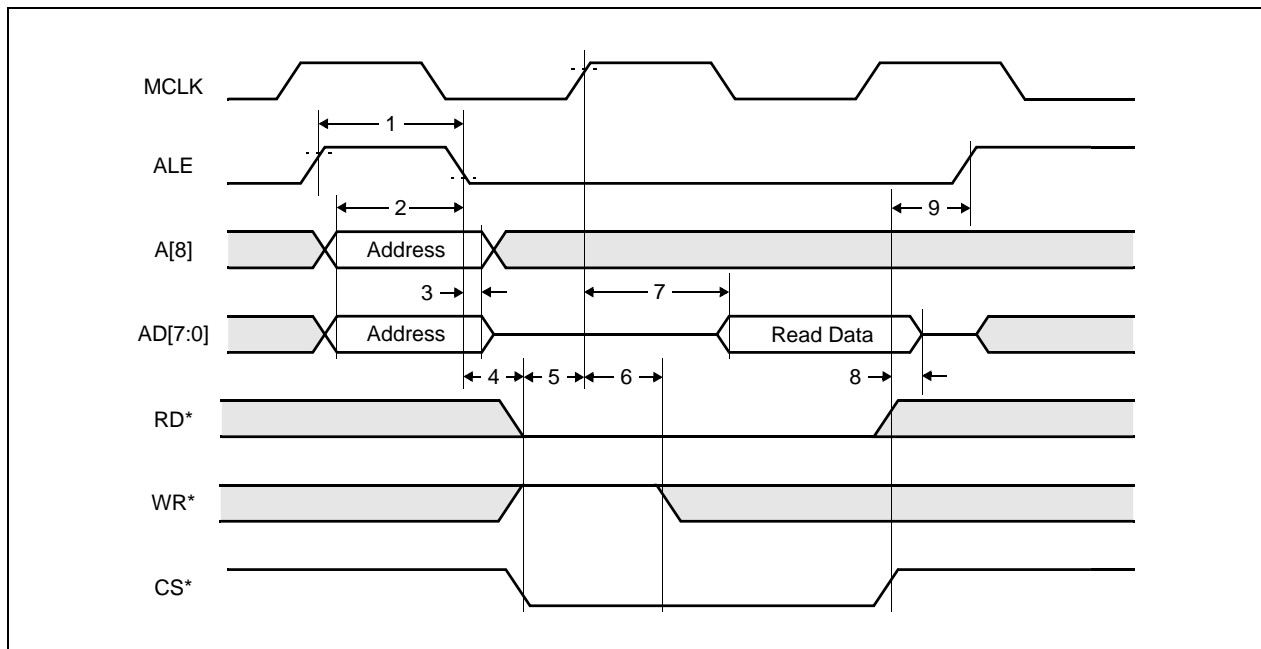 MCLK
1
ALE
2
9
A[8]
Address
3
7
AD[7:0]
Address
Read Data
4
5
6
8
RD*
WR*
CS*